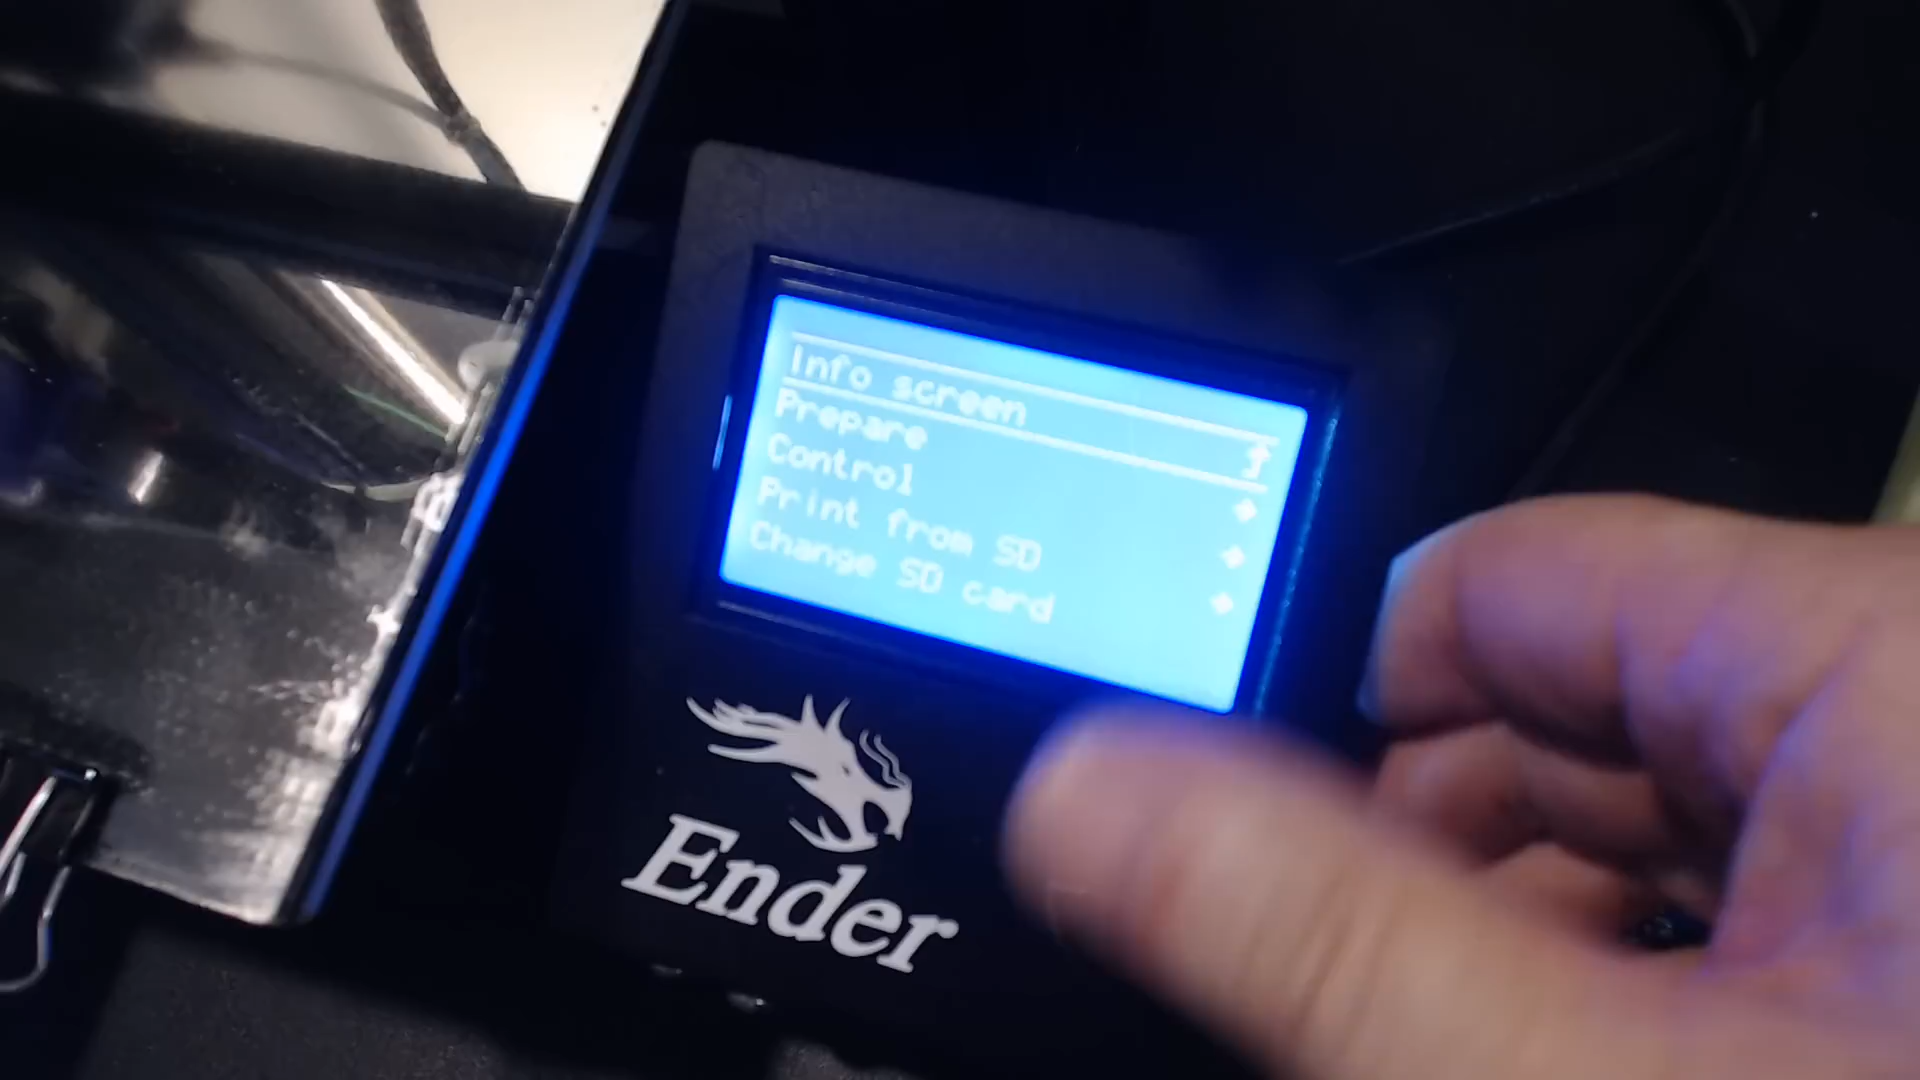 Info screen
Prepare
Control
Print from SD
Change SD card
Ender